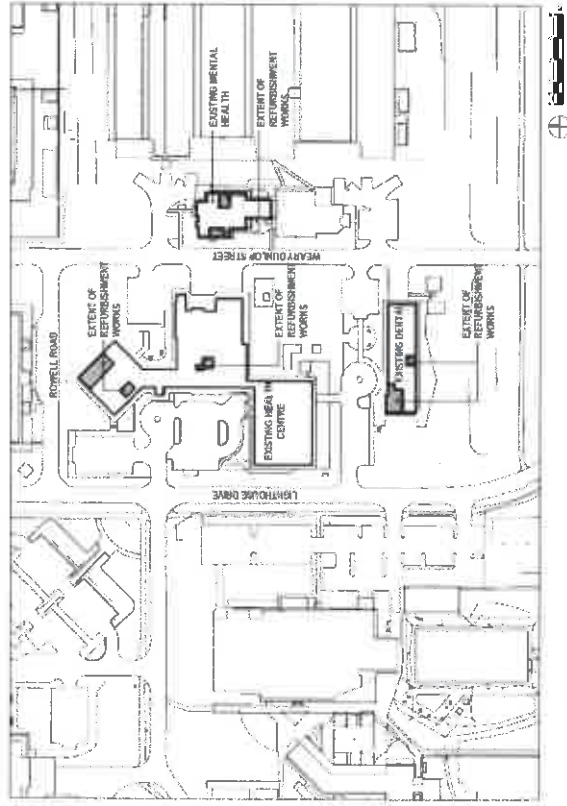 EXISTING MENTAL
HEALTH
EXTENT OF
REFURBISHMENT
WORKS
WEARY DUNLOP STREET
ROWELL ROAD
EXTENT OF
REFURBISHMENT
WORKS
EXTENT OF
REFURBISHMENT
WORKS
EXISTING HEALTH
CENTRE
LIGHTHOUSE DRIVE
EXISTING DENTAL
EXTENT OF
REFURBISHMENT
WORKS